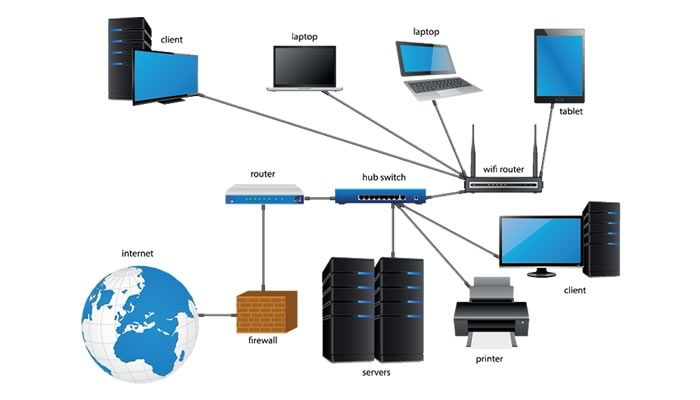 client
laptop
laptop
tablet
router
hub switch
wifi router
internet
client
firewall
servers
printer